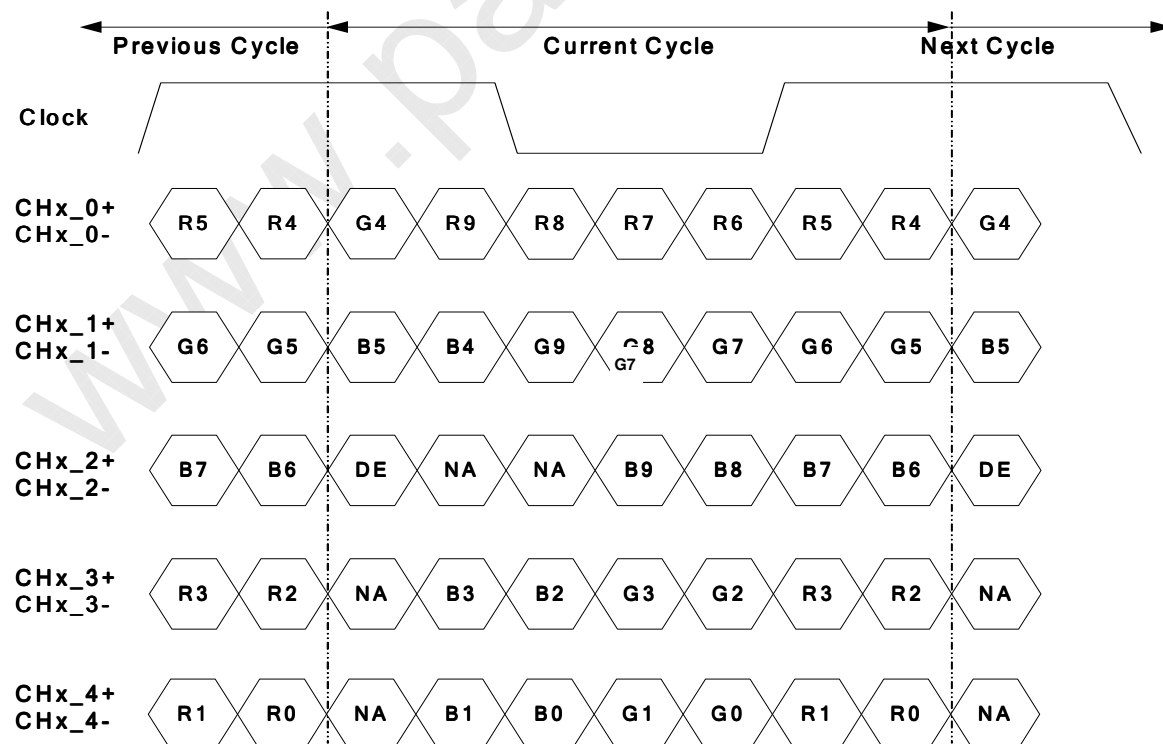 Previous Cycle Current Cycle Next Cycle
Clock
CHx_0+
CHx_0-
R5 R4 G4 R9 R8 R7 R6 R5 R4 G4
CHx_1+
CHx_1-
G6 G5 B5 B4 G9 G8 G7 G6 G5 B5
G7
CHx_2+
CHx_2-
B7 B6 DE NA NA B9 B8 B7 B6 DE
CHx_3+
CHx_3-
R3 R2 NA B3 B2 G3 G2 R3 R2 NA
CHx_4+
CHx_4-
R1 R0 NA B1 B0 G1 G0 R1 R0 NA
www.pa